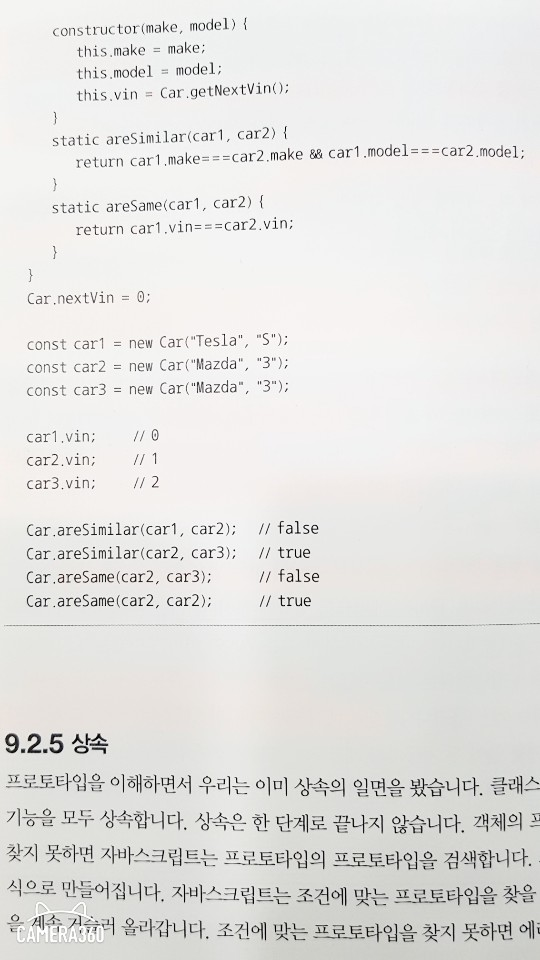 constructor(make, model) {
this.make = make;
this.model = model;
this.vin = Car.getNextVin();
}
static areSimilar(car1, car2) {
return car1.make===car2.make && car1.model===car2.model;
}
static areSame(car1, car2) {
return car1.vin===car2.vin;
}
}
Car.nextVin = 0;
const car1 = new Car("Tesla", "S");
const car2 = new Car("Mazda", "3");
const car3 = new Car("Mazda", "3");
car1.vin; // 0
car2.vin; // 1
car3.vin; // 2
Car.areSimilar(car1, car2); // false
Car.areSimilar(car2, car3); // true
Car.areSame(car2, car3); // false
Car.areSame(car2, car2); // true
9.2.5 상속
프로토타입을 이해하면서 우리는 이미 상속의 일면을 봤습니다. 클래스
기능을 모두 상속합니다. 상속은 한 단계로 끝나지 않습니다. 객체의 프
찾지 못하면 자바스크립트는 프로토타입의 프로토타입을 검색합니다.
식으로 만들어집니다. 자바스크립트는 조건에 맞는 프로토타입을 찾을
을 계속 거슬러 올라갑니다. 조건에 맞는 프로토타입을 찾지 못하면 에러
CAMERA360